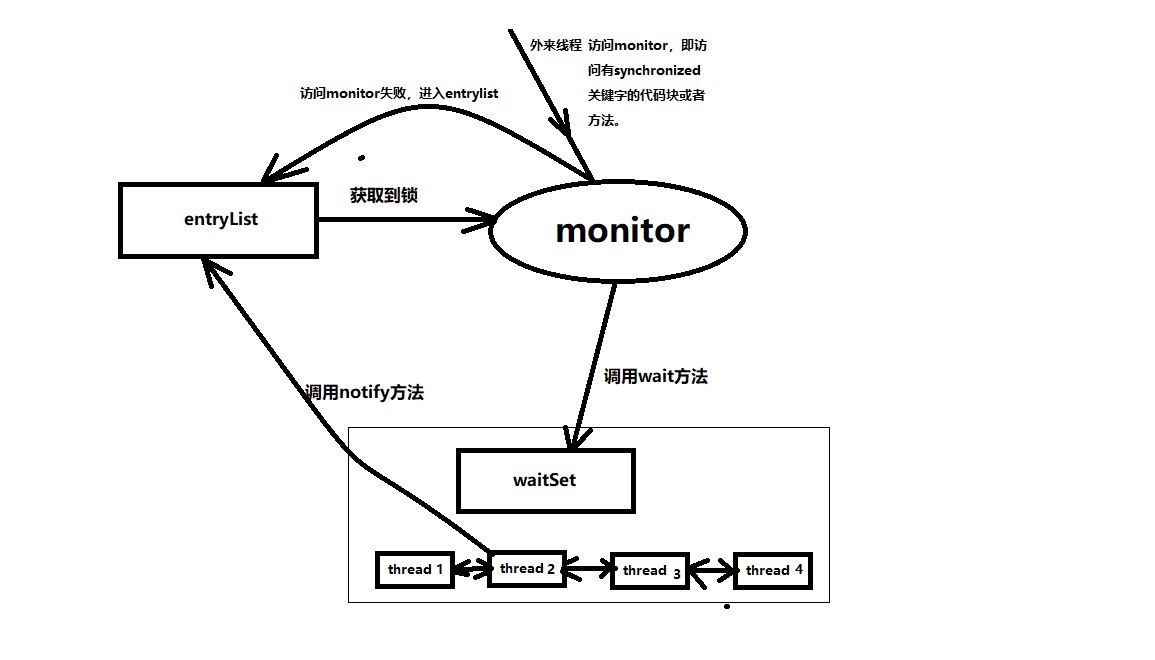 外来线程 访问monitor，即访
问有synchronized
关键字的代码块或者
方法。
访问monitor失败，进入entrylist
获取到锁
entryList
monitor
调用wait方法
调用notify方法
waitSet
thread 1
thread 2
thread 3
thread 4